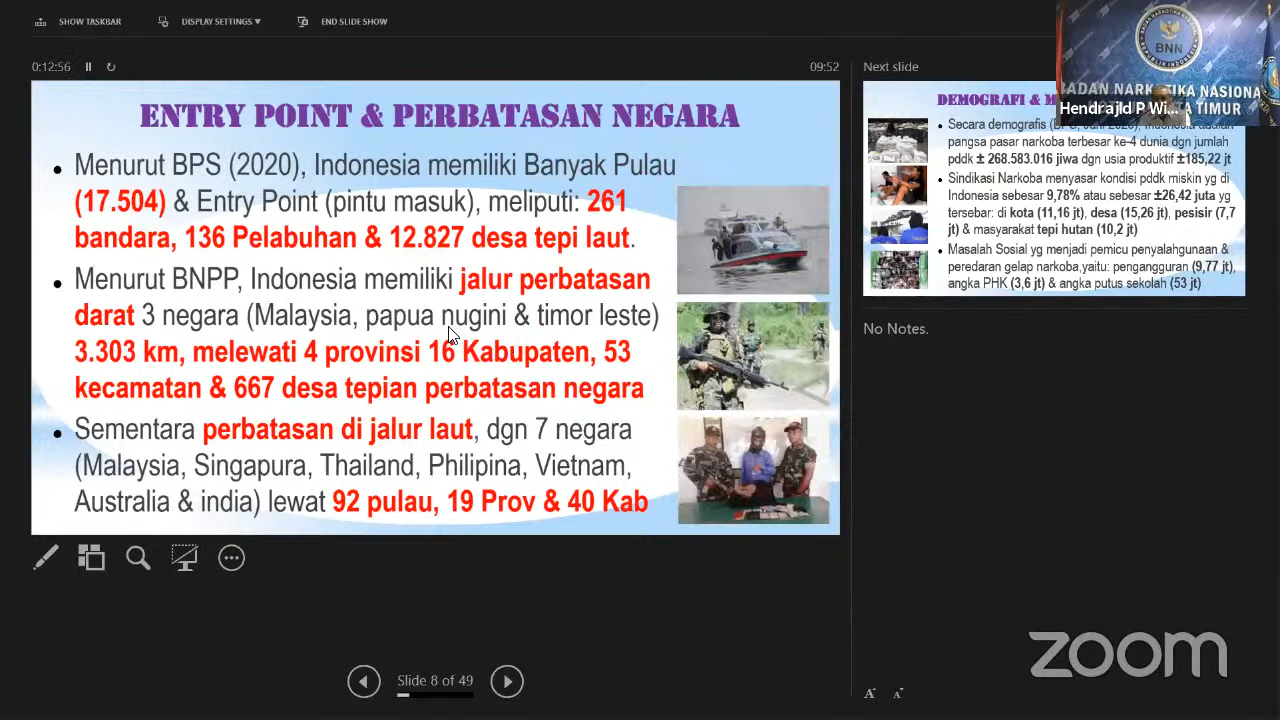 SHOW TASKBAR
DISPLAY SETTINGS ▼
END SLIDE SHOW
0:12:56
09:52
ENTRY POINT & PERBATASAN NEGARA
• Menurut BPS (2020), Indonesia memiliki Banyak Pulau
(17.504) & Entry Point (pintu masuk), meliputi: 261
bandara, 136 Pelabuhan & 12.827 desa tepi laut.
• Menurut BNPP, Indonesia memiliki jalur perbatasan
darat 3 negara (Malaysia, papua nugini & timor leste)
3.303 km, melewati 4 provinsi 16 Kabupaten, 53
kecamatan & 667 desa tepian perbatasan negara
• Sementara perbatasan di jalur laut, dgn 7 negara
(Malaysia, Singapura, Thailand, Philipina, Vietnam,
Australia & india) lewat 92 pulau, 19 Prov & 40 Kab
Slide 8 of 49
Next slide
DEMOGRAFI &
• Secara demografis
pangsa pasar narkoba terbesar ke-4 dunia dgn jumlah
pddk ± 268.583.016 jiwa dgn usia produktif ±185,22 jt
• Sindikasi Narkoba menyasar kondisi pddk miskin yg di
Indonesia sebesar 9,78% atau sebesar ±26,42 juta yg
tersebar: di kota (11,16 jt), desa (15,26 jt), pesisir (7,7
jt) & masyarakat tepi hutan (10,2 jt)
• Masalah Sosial yg menjadi pemicu penyalahgunaan &
peredaran gelap narkoba,yaitu: pengangguran (9,77 jt),
angka PHK (3,6 jt) & angka putus sekolah (53 jt)
No Notes.
BNN
BADAN NARKOTIKA NASIONA
TIMUR
Hendrajid P Wi...
A A
zoom